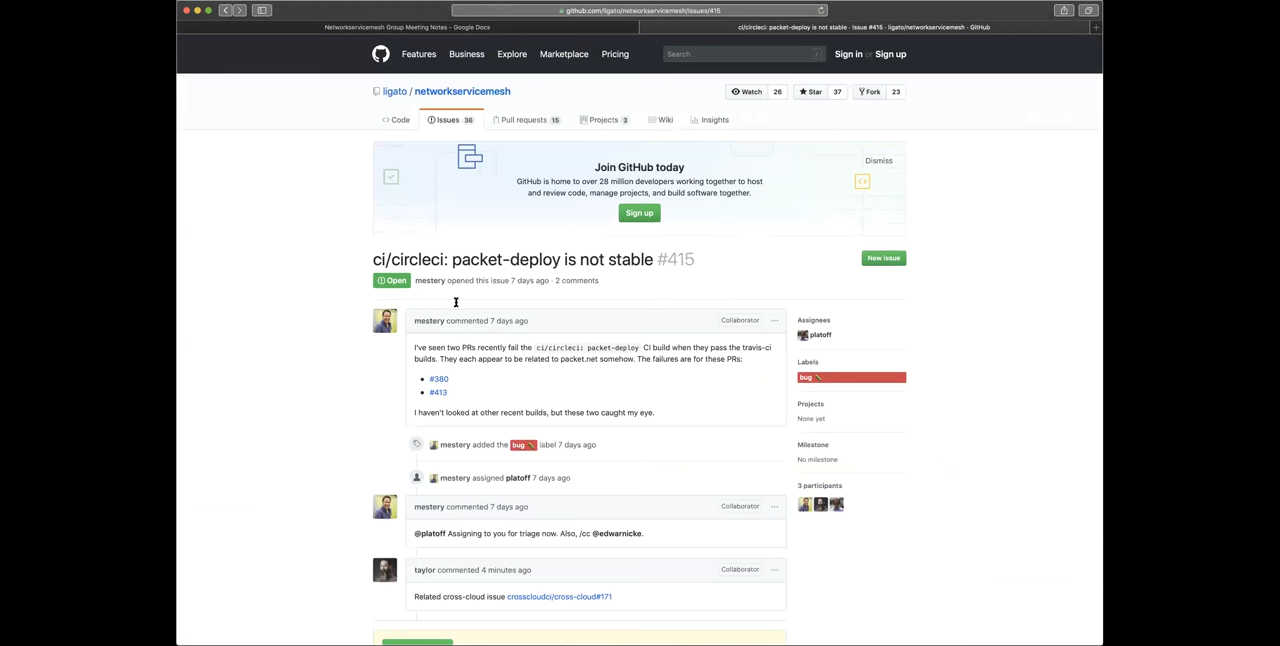 github.com/ligato/networkservicemesh/issues/415
Networkservicemesh Group Meeting Notes - Google Docs
ci/circleci: packet-deploy is not stable · Issue #415 · ligato/networkservicemesh · GitHub
Features Business Explore Marketplace Pricing Search / Sign in or Sign up
ligato / networkservicemesh Watch 26 Star 37 Fork 23
Code Issues 36 Pull requests 15 Projects 3 Wiki Insights
Join GitHub today
Dismiss
GitHub is home to over 28 million developers working together to host
and review code, manage projects, and build software together.
Sign up
ci/circleci: packet-deploy is not stable #415
New issue
Open mestery opened this issue 7 days ago · 2 comments
mestery commented 7 days ago Collaborator
I've seen two PRs recently fail the ci/circleci: packet-deploy CI build when they pass the travis-ci
builds. They each appear to be related to packet.net somehow. The failures are for these PRs:
#380
#413
I haven't looked at other recent builds, but these two caught my eye.
mestery added the bug label 7 days ago
mestery assigned platoff 7 days ago
mestery commented 7 days ago Collaborator
@platoff Assigning to you for triage now. Also, /cc @edwarnicke.
taylor commented 4 minutes ago Collaborator
Related cross-cloud issue crosscloudci/cross-cloud#171
Assignees
platoff
Labels
bug
Projects
None yet
Milestone
No milestone
3 participants